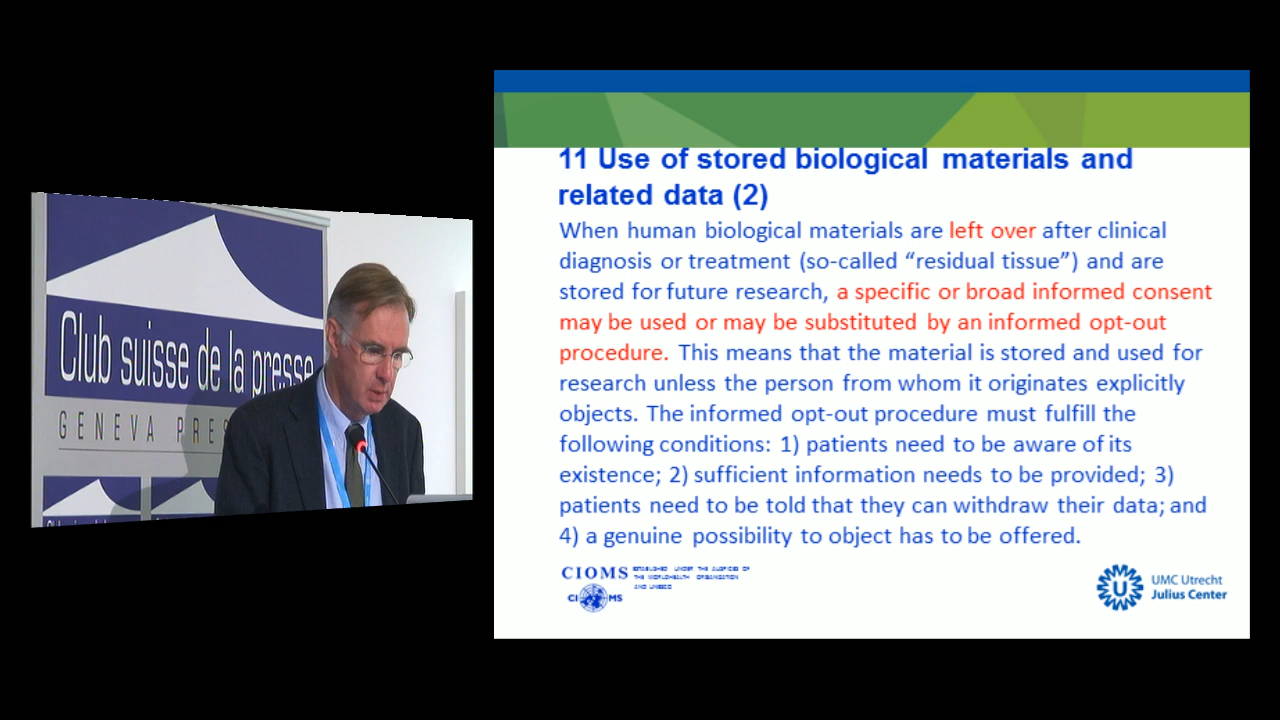 Club suisse de la presse
GENEVA PRES
11 Use of stored biological materials and
related data (2)
When human biological materials are left over after clinical
diagnosis or treatment (so-called “residual tissue”) and are
stored for future research, a specific or broad informed consent
may be used or may be substituted by an informed opt-out
procedure. This means that the material is stored and used for
research unless the person from whom it originates explicitly
objects. The informed opt-out procedure must fulfill the
following conditions: 1) patients need to be aware of its
existence; 2) sufficient information needs to be provided; 3)
patients need to be told that they can withdraw their data; and
4) a genuine possibility to object has to be offered.
CIOMS
ESTABLISHED UNDER THE AUSPICES OF
THE WORLDHEALTH ORGANISATION
AND UNESCO
CI MS
UMC Utrecht
Julius Center